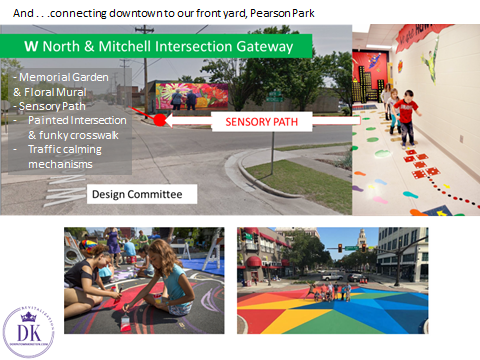 And . . .connecting downtown to our front yard, Pearson Park
W North & Mitchell Intersection Gateway
- Memorial Garden
& Floral Mural
- Sensory Path
- Painted Intersection
& funky crosswalk
- Traffic calming
mechanisms
SENSORY PATH
Design Committee
DK